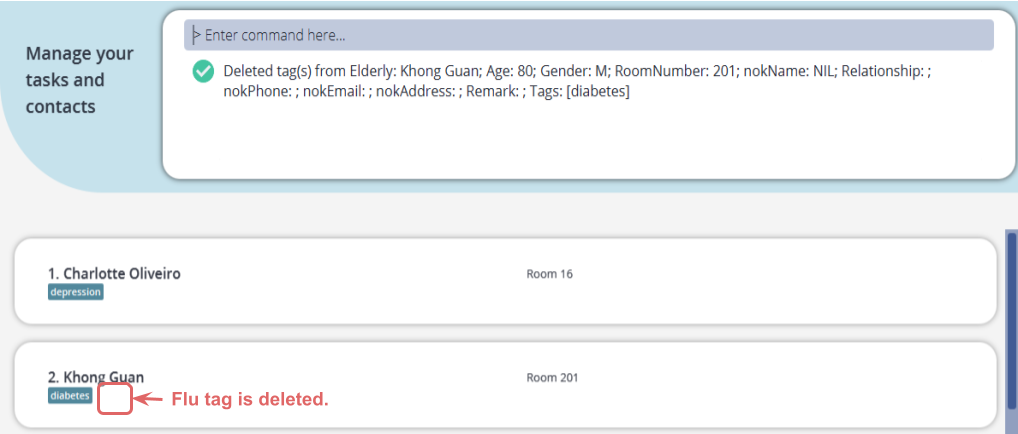 Manage your
tasks and
contacts
Enter command here...
Deleted tag(s) from Elderly: Khong Guan; Age: 80; Gender: M; RoomNumber: 201; nokName: NIL; Relationship: ;
nokPhone: ; nokEmail: ; nokAddress: ; Remark: ; Tags: [diabetes]
1. Charlotte Oliveiro
Room 16
depression
2. Khong Guan
Room 201
diabetes
Flu tag is deleted.